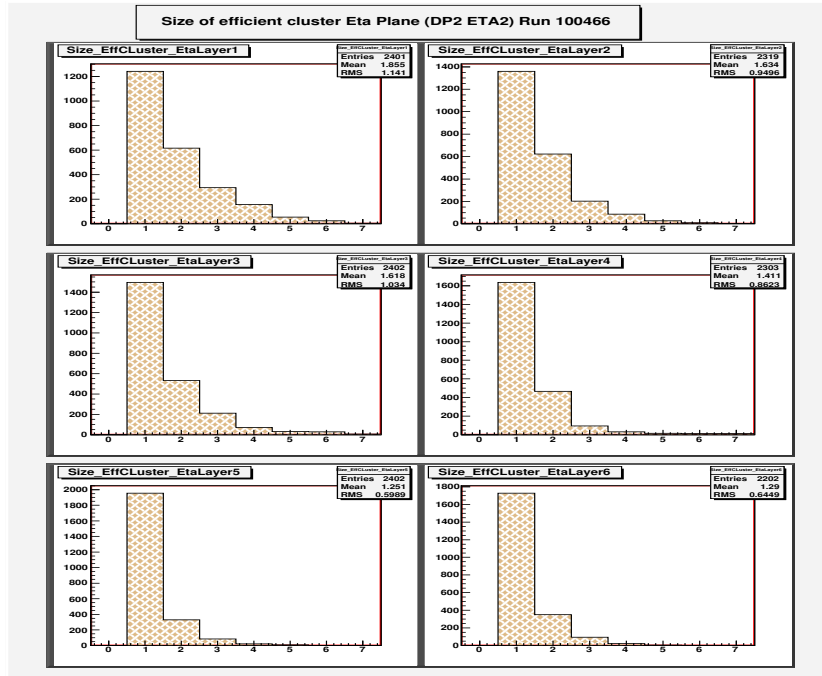 Size of efficient cluster Eta Plane (DP2 ETA2) Run 100466
Size_EffCLuster_EtaLayer1
Size_EffCLuster_EtaLayer1
Entries 2401
Mean 1.855
RMS 1.141
1200
1000
800
600
400
200
0
0 1 2 3 4 5 6 7
Size_EffCLuster_EtaLayer2
Size_EffCLuster_EtaLayer2
Entries 2319
Mean 1.634
RMS 0.9496
1400
1200
1000
800
600
400
200
0
0 1 2 3 4 5 6 7
Size_EffCLuster_EtaLayer3
Size_EffCLuster_EtaLayer3
Entries 2402
Mean 1.618
RMS 1.034
1400
1200
1000
800
600
400
200
0
0 1 2 3 4 5 6 7
Size_EffCLuster_EtaLayer4
Size_EffCLuster_EtaLayer4
Entries 2303
Mean 1.411
RMS 0.8623
1600
1400
1200
1000
800
600
400
200
0
0 1 2 3 4 5 6 7
Size_EffCLuster_EtaLayer5
Size_EffCLuster_EtaLayer5
Entries 2402
Mean 1.251
RMS 0.5989
2000
1800
1600
1400
1200
1000
800
600
400
200
0
0 1 2 3 4 5 6 7
Size_EffCLuster_EtaLayer6
Size_EffCLuster_EtaLayer6
Entries 2202
Mean 1.29
RMS 0.6449
1800
1600
1400
1200
1000
800
600
400
200
0
0 1 2 3 4 5 6 7